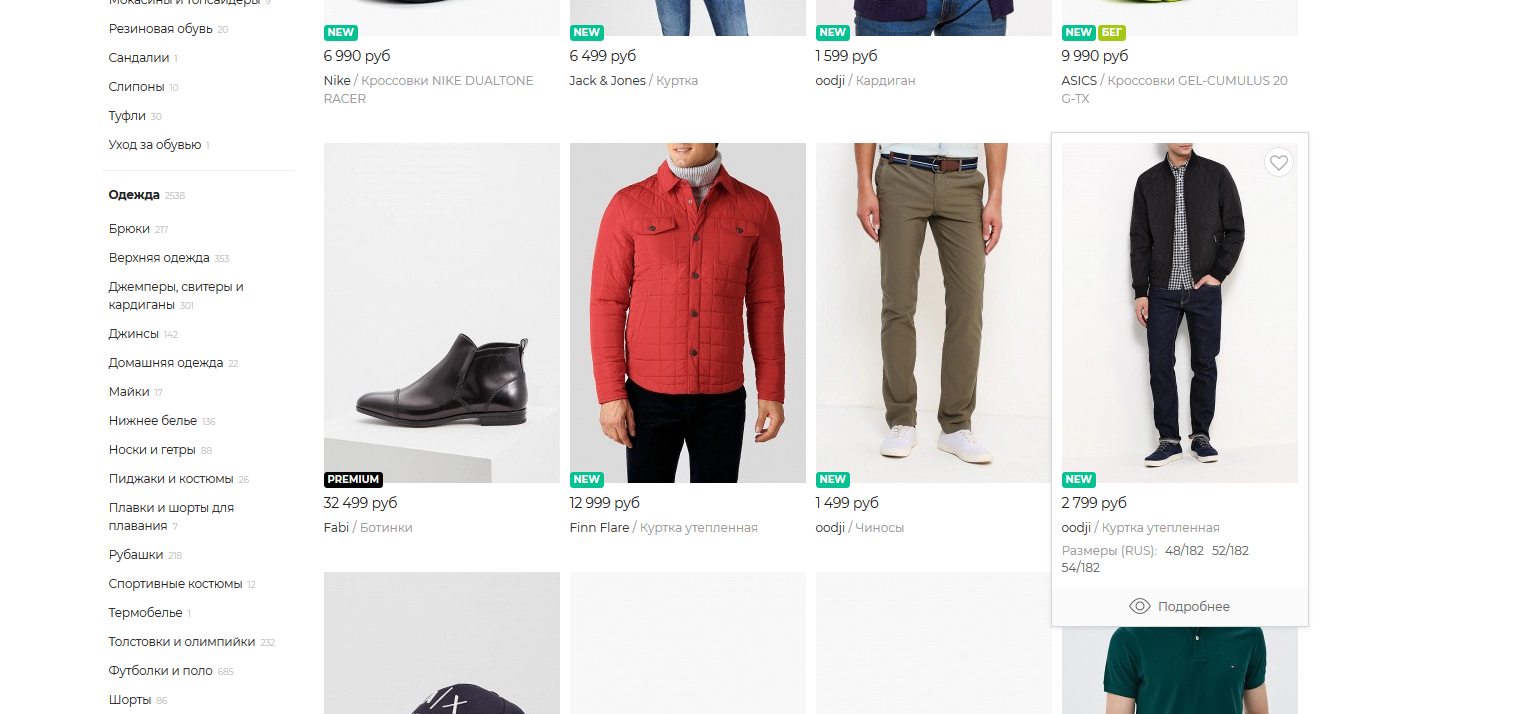 Мокасины и топсайдеры 9
Резиновая обувь 20
Сандалии 1
Слипоны 10
Туфли 30
Уход за обувью 1
Одежда 2538
Брюки 217
Верхняя одежда 353
Джемперы, свитеры и
кардиганы 301
Джинсы 142
Домашняя одежда 22
Майки 17
Нижнее белье 136
Носки и гетры 88
Пиджаки и костюмы 26
Плавки и шорты для
плавания 7
Рубашки 218
Спортивные костюмы 12
Термобелье 1
Толстовки и олимпийки 232
Футболки и поло 685
Шорты 86
NEW
6 990 руб
Nike / Кроссовки NIKE DUALTONE
RACER
NEW
6 499 руб
Jack & Jones / Куртка
NEW
1 599 руб
oodji / Кардиган
NEW БЕГ
9 990 руб
ASICS / Кроссовки GEL-CUMULUS 20
G-TX
PREMIUM
32 499 руб
Fabi / Ботинки
NEW
12 999 руб
Finn Flare / Куртка утепленная
NEW
1 499 руб
oodji / Чиносы
NEW
2 799 руб
oodji / Куртка утепленная
Размеры (RUS): 48/182 52/182
54/182
Подробнее